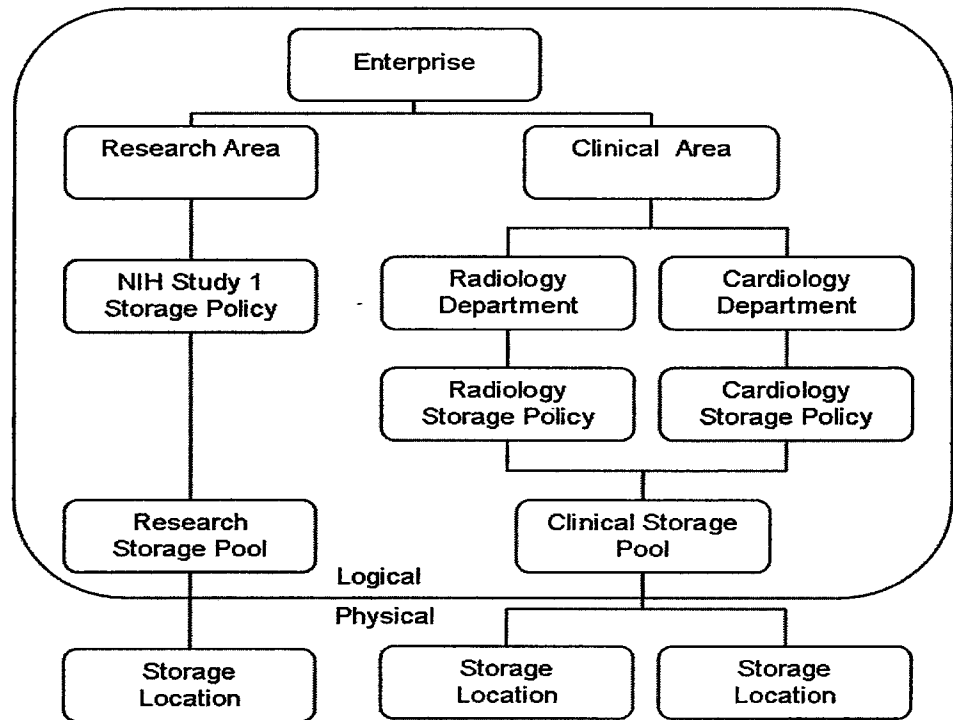 Enterprise
Research Area
Clinical Area
NIH Study 1
Storage Policy
Radiology
Department
Cardiology
Department
Radiology
Storage Policy
Cardiology
Storage Policy
Research
Storage Pool
Clinical Storage
Pool
Logical
Physical
Storage
Location
Storage
Location
Storage
Location